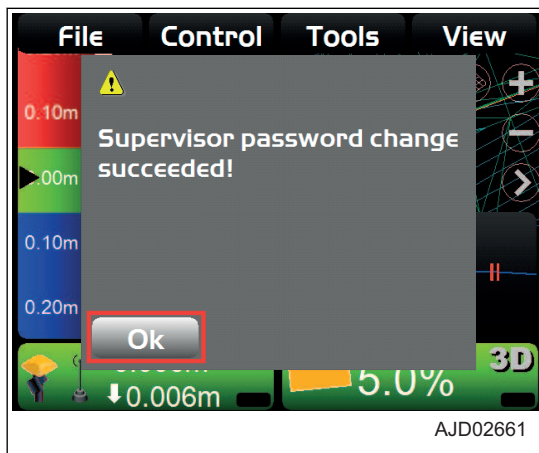 File Control Tools View
0.10m
Supervisor password change
succeeded!
.00m
0.10m
0.20m
Ok
3D
5.0%
0.006m
AJD02661